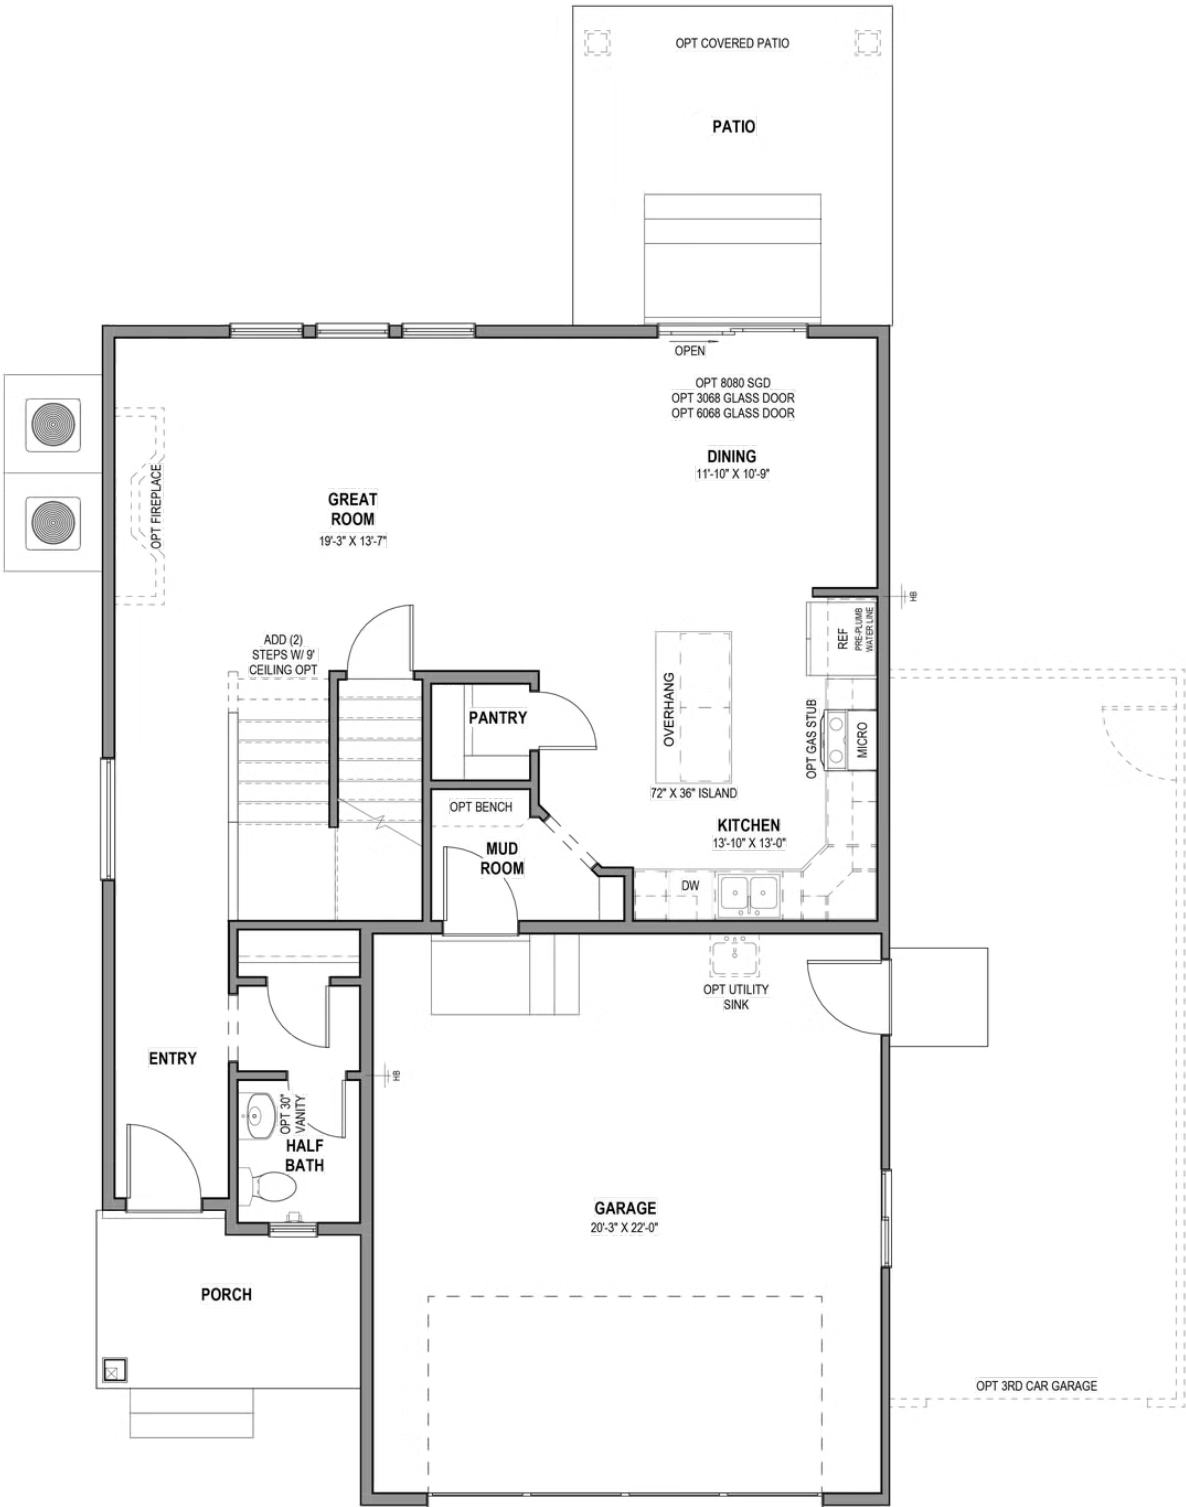 OPT COVERED PATIO
PATIO
OPEN
OPT 8080 SGD
OPT 3068 GLASS DOOR
OPT 6068 GLASS DOOR
DINING
11'-10" X 10'-9"
OPT FIREPLACE
GREAT
ROOM
19'-3" X 13'-7"
HB
REF
PRE-PLUMB
WATER LINE
ADD (2)
STEPS W/ 9'
CEILING OPT
PANTRY
OVERHANG
OPT GAS STUB
MICRO
72" X 36" ISLAND
OPT BENCH
KITCHEN
13'-10" X 13'-0"
MUD
ROOM
DW
OPT UTILITY
SINK
ENTRY
HB
OPT 30"
VANITY
HALF
BATH
GARAGE
20'-3" X 22'-0"
PORCH
OPT 3RD CAR GARAGE